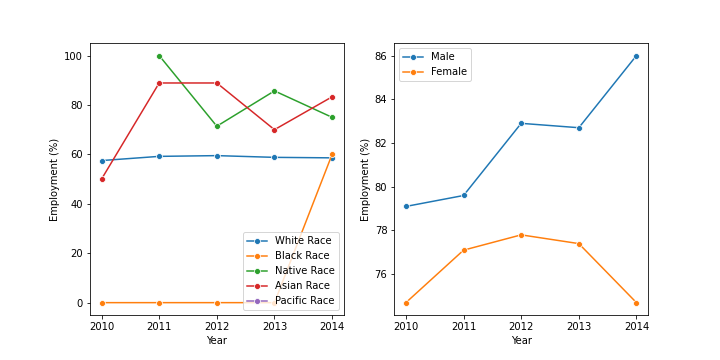 100
80
60
40
20
0
Employment (%)
2010 2011 2012 2013 2014
Year
White Race
Black Race
Native Race
Asian Race
Pacific Race
86
84
82
80
78
76
Employment (%)
2010 2011 2012 2013 2014
Year
Male
Female